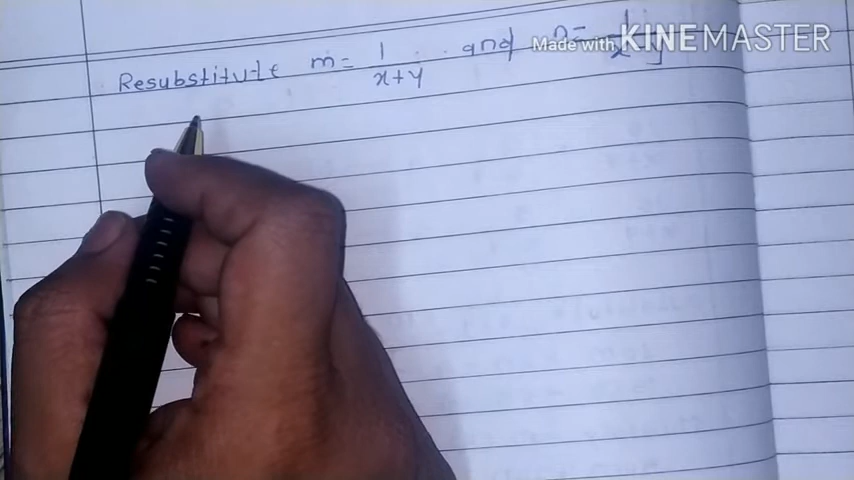 Resubstitute m = 1/(x+y) and n =
Made with KINEMASTER